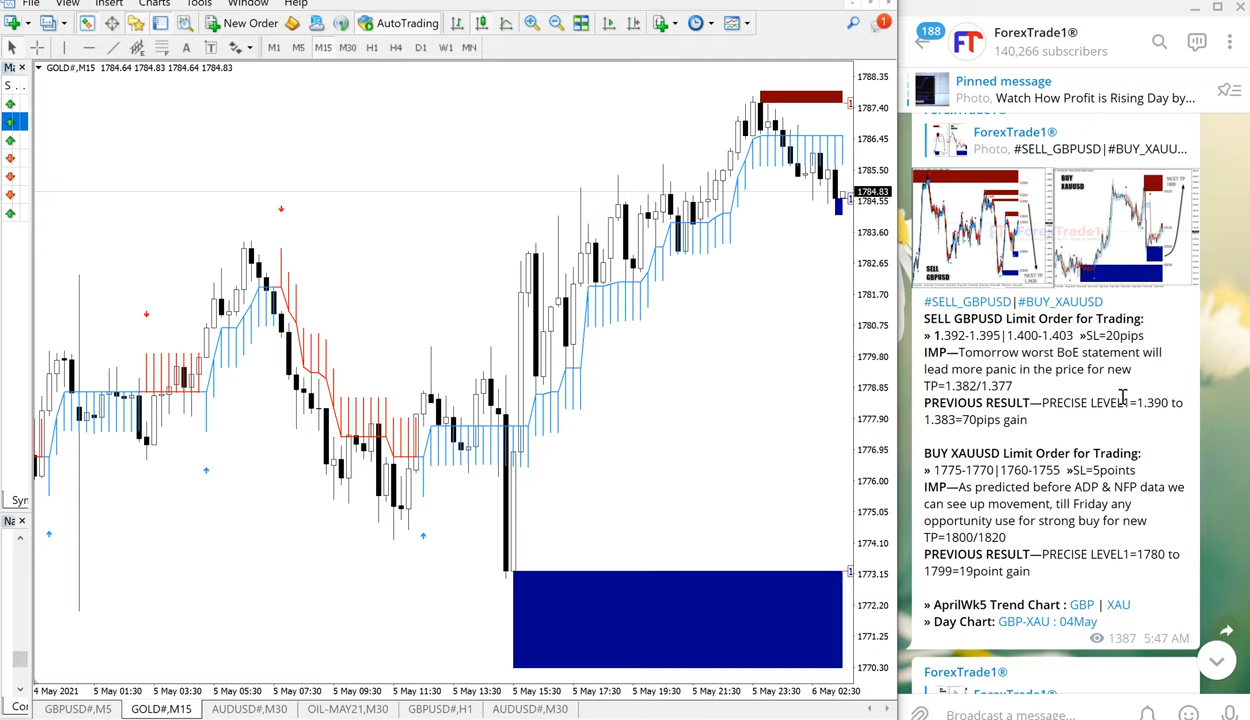 File View Insert Charts Tools Window Help
New Order AutoTrading
M1 M5 M15 M30 H1 H4 D1 W1 MN
S...
Syn
GOLD#,M15 1784.64 1784.83 1784.64 1784.83
1788.35
1787.40
1786.45
1785.50
1784.83
1784.55
1783.60
1782.65
1781.70
1780.75
1779.80
1778.85
1777.90
1776.95
1776.00
1775.05
1774.10
1773.15
1772.20
1771.25
1770.30
4 May 2021 5 May 01:30 5 May 03:30 5 May 05:30 5 May 07:30 5 May 09:30 5 May 11:30 5 May 13:30 5 May 15:30 5 May 17:30 5 May 19:30 5 May 21:30 5 May 23:30 6 May 02:30
GBPUSD#,M5 GOLD#,M15 AUDUSD#,M30 OIL-MAY21,M30 GBPUSD#,H1 AUDUSD#,M30
188
ForexTrade1®
140,266 subscribers
Pinned message
Photo, Watch How Profit is Rising Day by...
ForexTrade1®
Photo, #SELL_GBPUSD|#BUY_XAUU...
SELL
GBPUSD
BUY
XAUUSD
ForexTrade1
#SELL_GBPUSD|#BUY_XAUUSD
SELL GBPUSD Limit Order for Trading:
» 1.392-1.395|1.400-1.403 »SL=20pips
IMP—Tomorrow worst BoE statement will
lead more panic in the price for new
TP=1.382/1.377
PREVIOUS RESULT—PRECISE LEVEL1=1.390 to
1.383=70pips gain
BUY XAUUSD Limit Order for Trading:
» 1775-1770|1760-1755 »SL=5points
IMP—As predicted before ADP & NFP data we
can see up movement, till Friday any
opportunity use for strong buy for new
TP=1800/1820
PREVIOUS RESULT—PRECISE LEVEL1=1780 to
1799=19point gain
» AprilWk5 Trend Chart : GBP | XAU
» Day Chart: GBP-XAU : 04May
1387 5:47 AM
ForexTrade1®
ForexTrade1®
Broadcast a message...